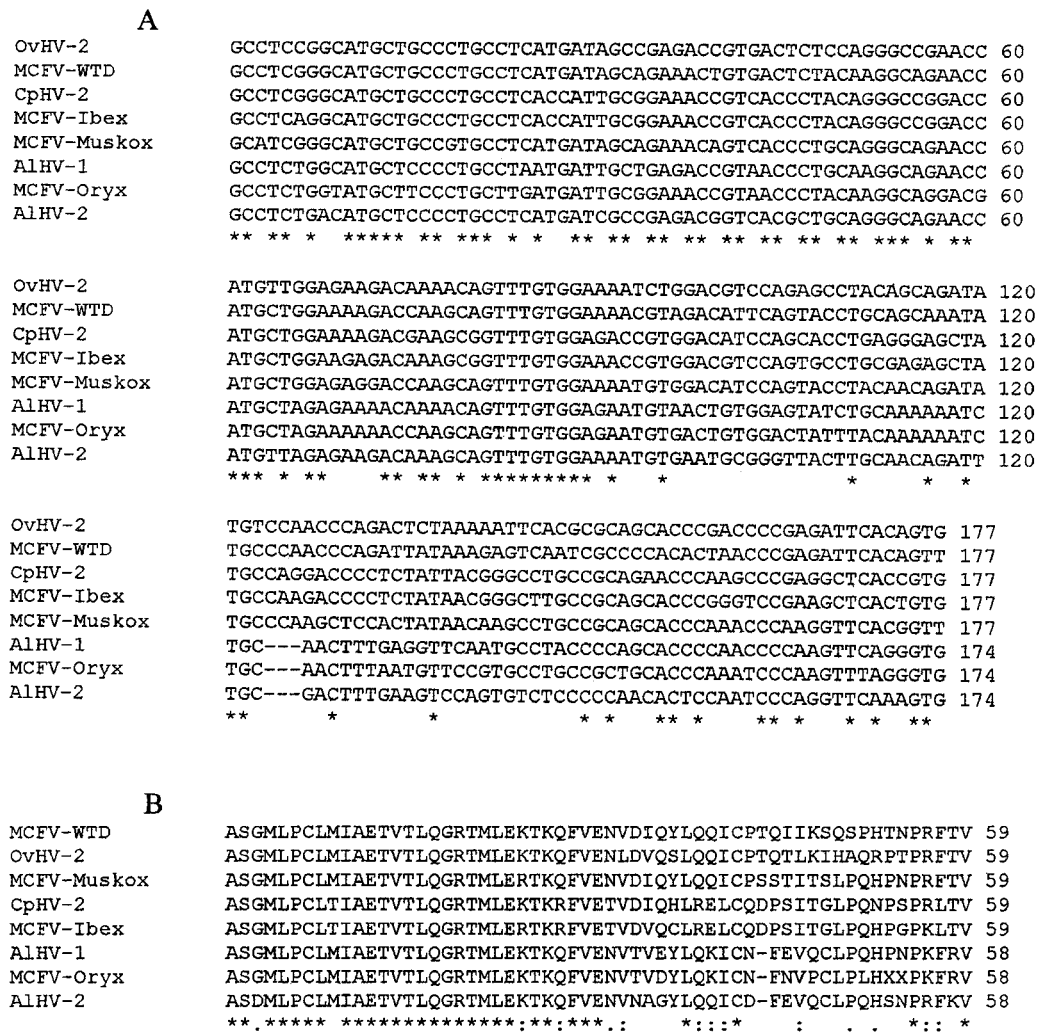 A
OvHV-2 GCCTCCGGCATGCTGCCCTGCCTCATGATAGCCGAGACCGTGACTCTCCAGGGCCGAACC 60
MCFV-WTD GCCTCGGGCATGCTGCCCTGCCTCATGATAGCAGAAACTGTGACTCTACAAGGCAGAACC 60
CpHV-2 GCCTCGGGCATGCTGCCCTGCCTCACCATTGCGGAAACCGTCACCCTACAGGGCCGGACC 60
MCFV-Ibex GCCTCAGGCATGCTGCCCTGCCTCACCATTGCGGAAACCGTCACCCTACAGGGCCGGACC 60
MCFV-Muskox GCATCGGGCATGCTGCCGTGCCTCATGATAGCAGAAACAGTCACCCTGCAGGGCAGAACC 60
AlHV-1 GCCTCTGGCATGCTCCCCTGCCTAATGATTGCTGAGACCGTAACCCTGCAAGGCAGAACC 60
MCFV-Oryx GCCTCTGGTATGCTTCCCTGCTTGATGATTGCGGAAACCGTAACCCTACAAGGCAGGACG 60
AlHV-2 GCCTCTGACATGCTCCCCTGCCTCATGATCGCCGAGACGGTCACGCTGCAGGGCAGAACC 60
** ** *  ***** ** *** * *  ** ** ** ** ** ** ** ** *** * **
OvHV-2 ATGTTGGAGAAGACAAAACAGTTTGTGGAAAATCTGGACGTCCAGAGCCTACAGCAGATA 120
MCFV-WTD ATGCTGGAAAAGACCAAGCAGTTTGTGGAAAACGTAGACATTCAGTACCTGCAGCAAATA 120
CpHV-2 ATGCTGGAAAAGACGAAGCGGTTTGTGGAGACCGTGGACATCCAGCACCTGAGGGAGCTA 120
MCFV-Ibex ATGCTGGAAGAGACAAAGCGGTTTGTGGAAACCGTGGACGTCCAGTGCCTGCGAGAGCTA 120
MCFV-Muskox ATGCTGGAGAGGACCAAGCAGTTTGTGGAAAATGTGGACATCCAGTACCTACAACAGATA 120
AlHV-1 ATGCTAGAGAAAACAAAACAGTTTGTGGAGAATGTAACTGTGGAGTATCTGCAAAAAATC 120
MCFV-Oryx ATGCTAGAAAAAACCAAGCAGTTTGTGGAGAATGTGACTGTGGACTATTTACAAAAAATC 120
AlHV-2 ATGTTAGAGAAGACAAAGCAGTTTGTGGAAAATGTGAATGCGGGTTACTTGCAACAGATT 120
*** * **    ** ** * ********* *   *              *     *  *
OvHV-2 TGTCCAACCCAGACTCTAAAAATTCACGCGCAGCACCCGACCCCGAGATTCACAGTG 177
MCFV-WTD TGCCCAACCCAGATTATAAAGAGTCAATCGCCCCACACTAACCCGAGATTCACAGTT 177
CpHV-2 TGCCAGGACCCCTCTATTACGGGCCTGCCGCAGAACCCAAGCCCGAGGCTCACCGTG 177
MCFV-Ibex TGCCAAGACCCCTCTATAACGGGCTTGCCGCAGCACCCGGGTCCGAAGCTCACTGTG 177
MCFV-Muskox TGCCCAAGCTCCACTATAACAAGCCTGCCGCAGCACCCAAACCCAAGGTTCACGGTT 177
AlHV-1 TGC---AACTTTGAGGTTCAATGCCTACCCCAGCACCCAACCCCAAGTTCAGGGTG 174
MCFV-Oryx TGC---AACTTTAATGTTCCGTGCCTGCCGCTGCACCCAAATCCCAAGTTTAGGGTG 174
AlHV-2 TGC---GACTTTGAAGTCCAGTGTCTCCCCCAACACTCCAATCCCAGGTTCAAAGTG 174
**      *       *           * *   ** *    ** *   * *  **
B
MCFV-WTD ASGMLPCLMIAETVTLQGRTMLEKTKQFVENVDIQYLQQICPTQIIKSQSPHTNPRFTV 59
OvHV-2 ASGMLPCLMIAETVTLQGRTMLEKTKQFVENLDVQSLQQICPTQTLKIHAQRPTPRFTV 59
MCFV-Muskox ASGMLPCLMIAETVTLQGRTMLERTKQFVENVDIQYLQQICPSSTITSLPQHPNPRFTV 59
CpHV-2 ASGMLPCLTIAETVTLQGRTMLEKTKRFVETVDIQHLRELCQDPSITGLPQNPSPRLTV 59
MCFV-Ibex ASGMLPCLTIAETVTLQGRTMLERTKRFVETVDVQCLRELCQDPSITGLPQHPGPKLTV 59
AlHV-1 ASGMLPCLMIAETVTLQGRTMLEKTKQFVENVTVEYLQKICN-FEVQCLPQHPNPKFRV 58
MCFV-Oryx ASGMLPCLMIAETVTLQGRTMLEKTKQFVENVTVDYLQKICN-FNVPCLPLHXXPKFRV 58
AlHV-2 ASDMLPCLMIAETVTLQGRTMLEKTKQFVENVNAGYLQQICD-FEVQCLPQHSNPRFKV 58
**.***** **************:**:***.:    *:::*    :   .  .  *:: *